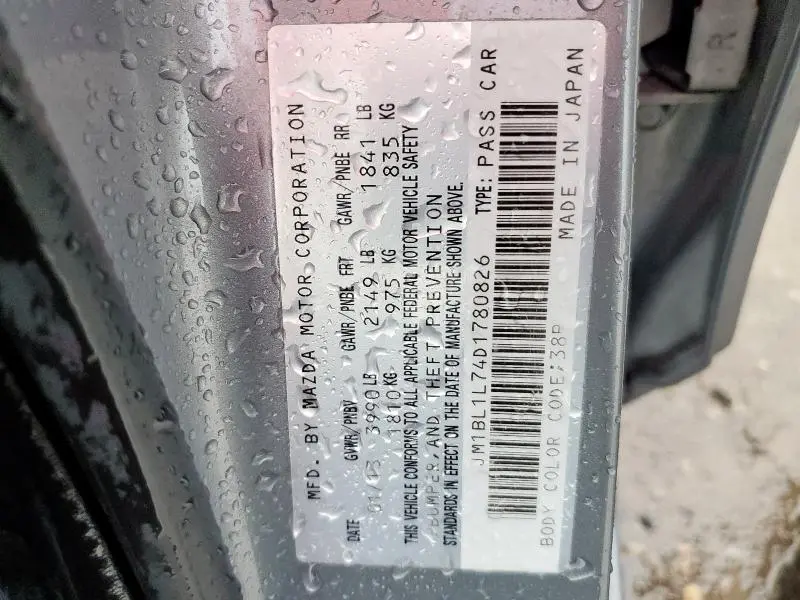 MFD. BY MAZDA MOTOR CORPORATION
DATE GVWR/PNBV GAWR/PNBE FRT GAWR/PNBE RR
01/13 3990 LB 2149 LB 1841 LB
1810 KG 975 KG 835 KG
THIS VEHICLE CONFORMS TO ALL APPLICABLE FEDERAL MOTOR VEHICLE SAFETY
,BUMPER,AND THEFT PREVENTION
STANDARDS IN EFFECT ON THE DATE OF MANUFACTURE SHOWN ABOVE.
JM1BL1L74D1780826 TYPE: PASS CAR
BODY COLOR CODE:38P
MADE IN JAPAN
R